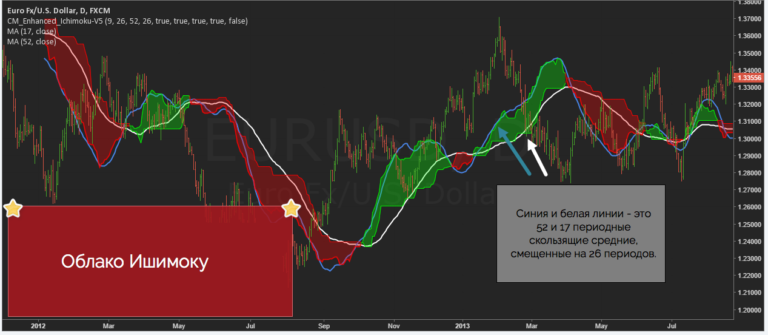 Euro Fx/U.S. Dollar, D, FXCM
CM_Enhanced_Ichimoku-V5 (9, 26, 52, 26, true, true, true, true, false)
MA (17, close)
MA (52, close)
1.38000
1.37000
1.36000
1.35000
1.34000
1.33556
1.33000
1.32000
1.31000
1.30000
1.29000
1.28000
1.27000
1.26000
1.25000
1.24000
1.23000
1.22000
1.21000
1.20000
Облако Ишимоку
Синия и белая линии - это
52 и 17 периодные
скользящие средние,
смещенные на 26 периодов.
2012
Mar
May
Jul
Sep
Nov
2013
Mar
May
Jul